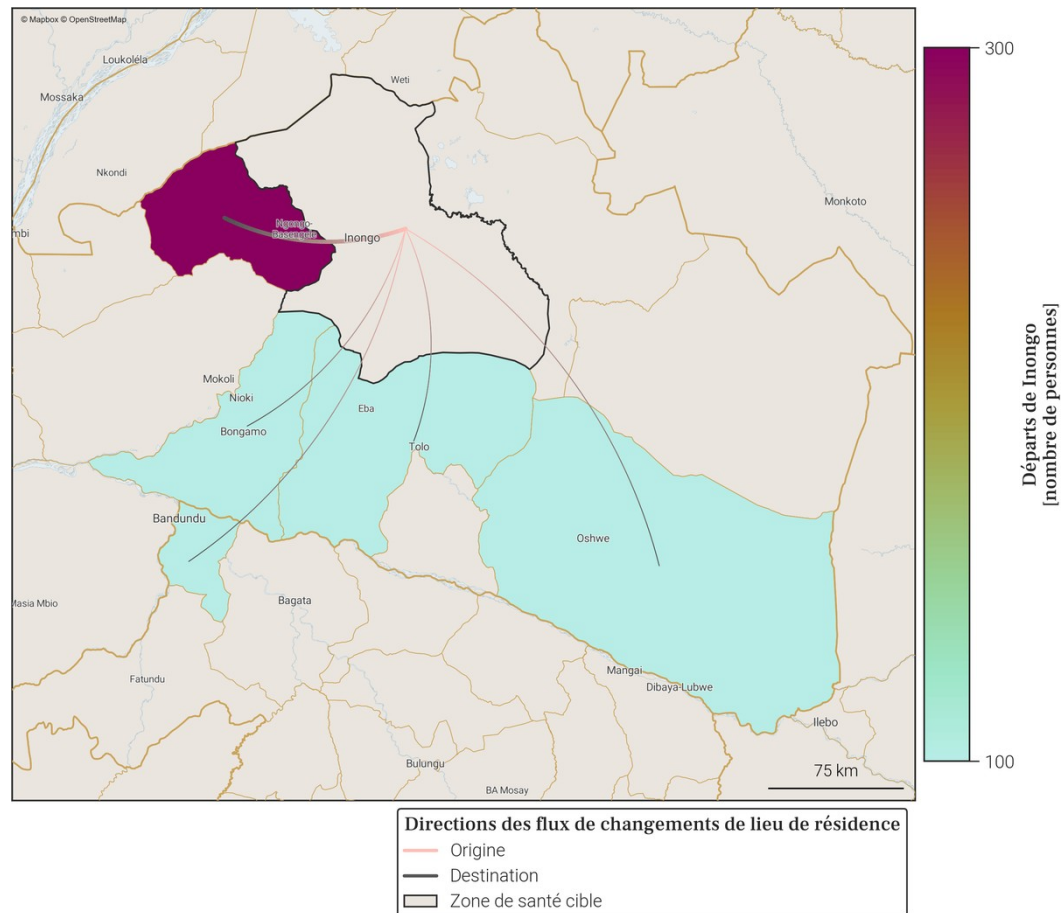 © Mapbox © OpenStreetMap
Loukoléla
Weti
Mossaka
Nkondi
Monkoto
mbi
Ngongo-
Basengele
Inongo
Mokoli
Nioki
Eba
Bongamo
Tolo
Bandundu
Oshwe
Masia Mbio
Bagata
Fatundu
Mangai
Dibaya-Lubwe
Ilebo
Bulungu
75 km
BA Mosay
300
Départs de Inongo
[nombre de personnes]
100
Directions des flux de changements de lieu de résidence
Origine
Destination
Zone de santé cible